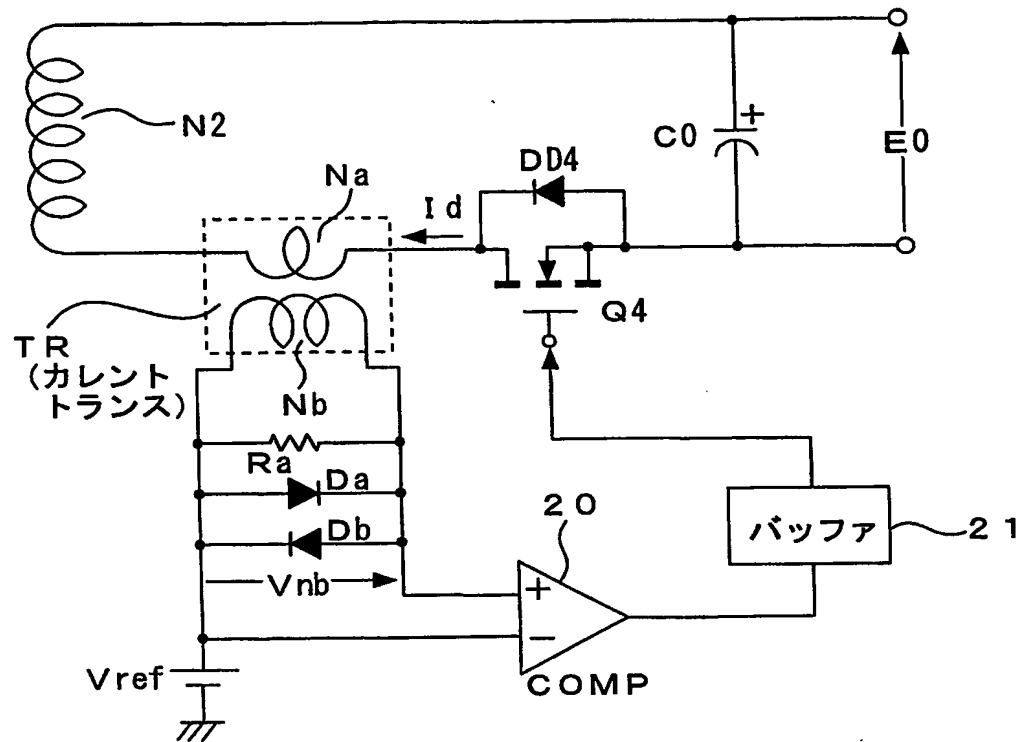 N2
Na
Id
DD4
C0
+
E0
Q4
TR
(カレント
トランス)
Nb
Ra
Da
Db
Vnb
20
+
−
COMP
バッファ
21
Vref